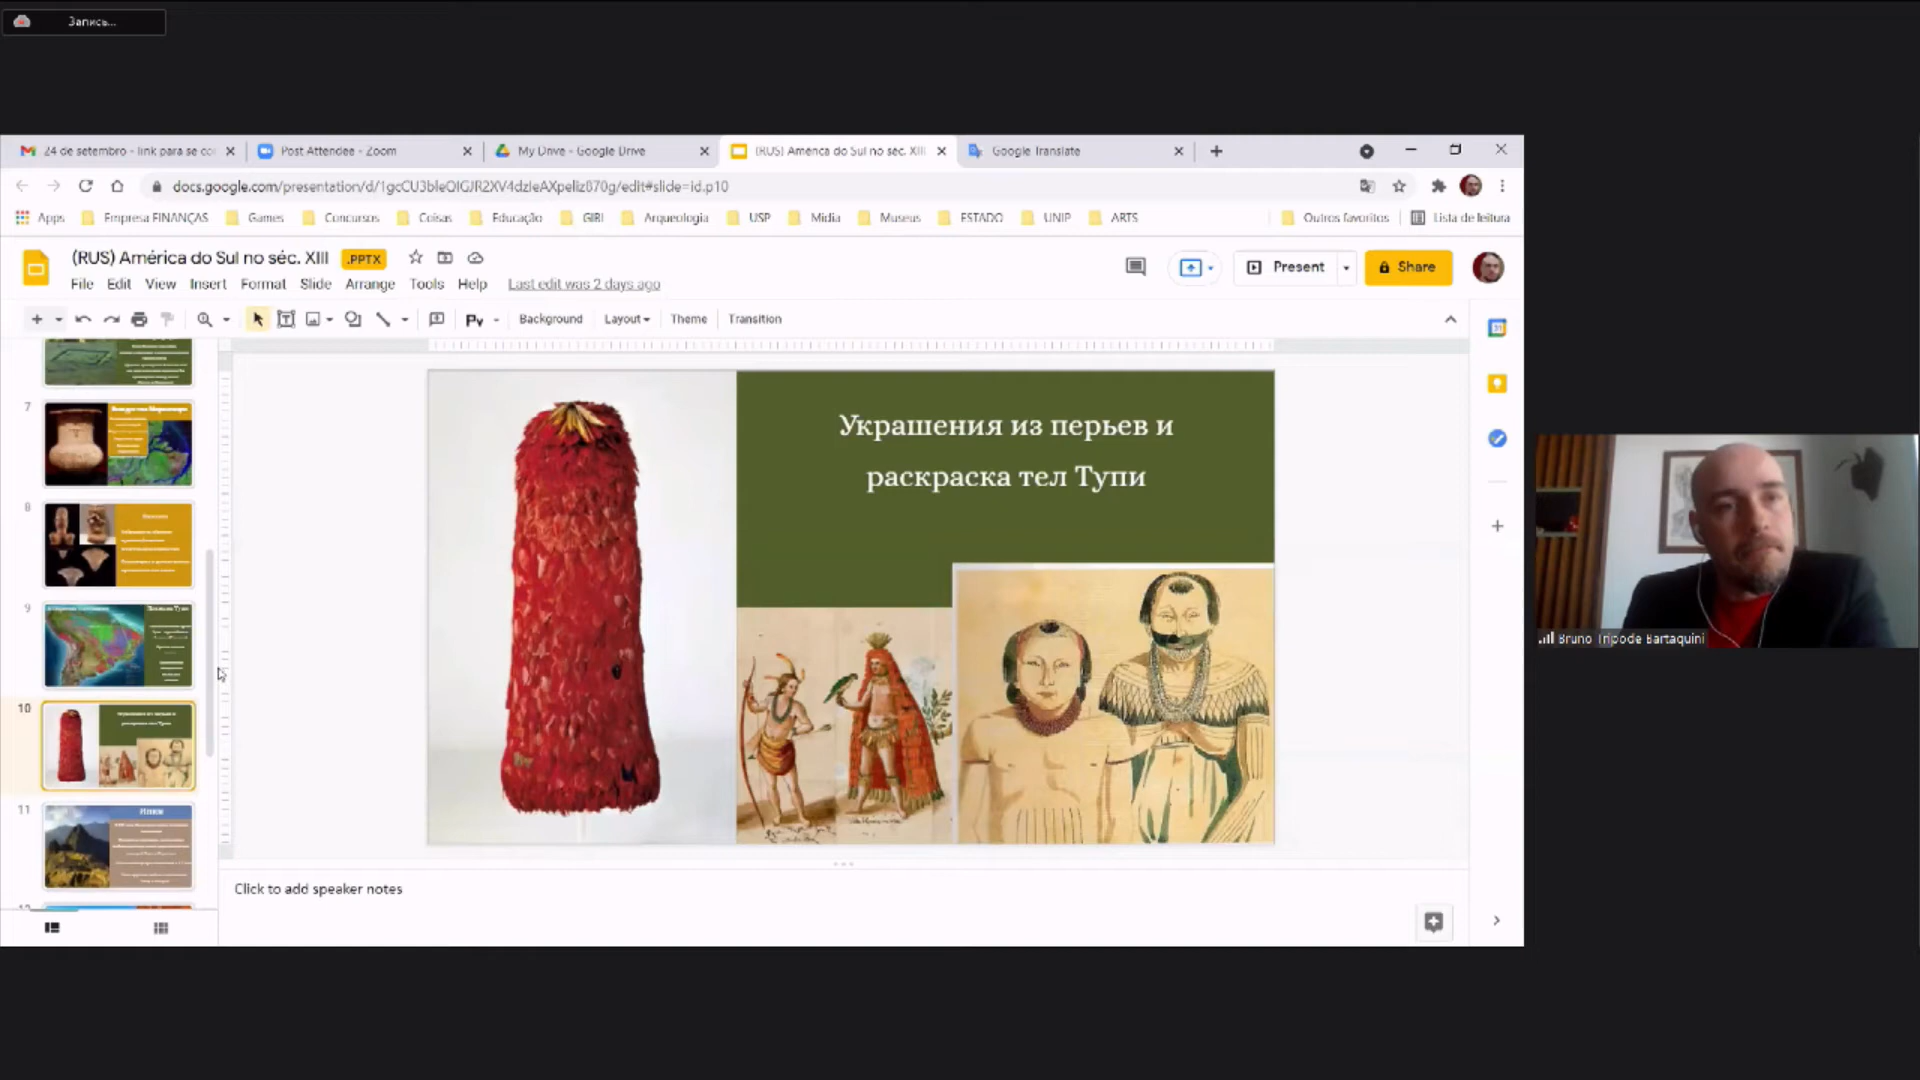 Запись...
24 de setembro - link para se co
Post Attendee - Zoom
My Drive - Google Drive
(RUS) América do Sul no séc. XIII
Google Translate
docs.google.com/presentation/d/1gcCU3bleQIGJR2XV4dzleAXpeliz870g/edit#slide=id.p10
Apps
Empresa FINANÇAS
Games
Concursos
Coisas
Educação
GIBI
Arqueologia
USP
Midia
Museus
ESTADO
UNIP
ARTS
Outros favoritos
Lista de leitura
(RUS) América do Sul no séc. XIII
.PPTX
Present
Share
File Edit View Insert Format Slide Arrange Tools Help
Last edit was 2 days ago
Background
Layout
Theme
Transition
7
8
9
10
11
Украшения из перьев и
раскраска тел Тупи
Bruno Tripode Bartaquini
Click to add speaker notes